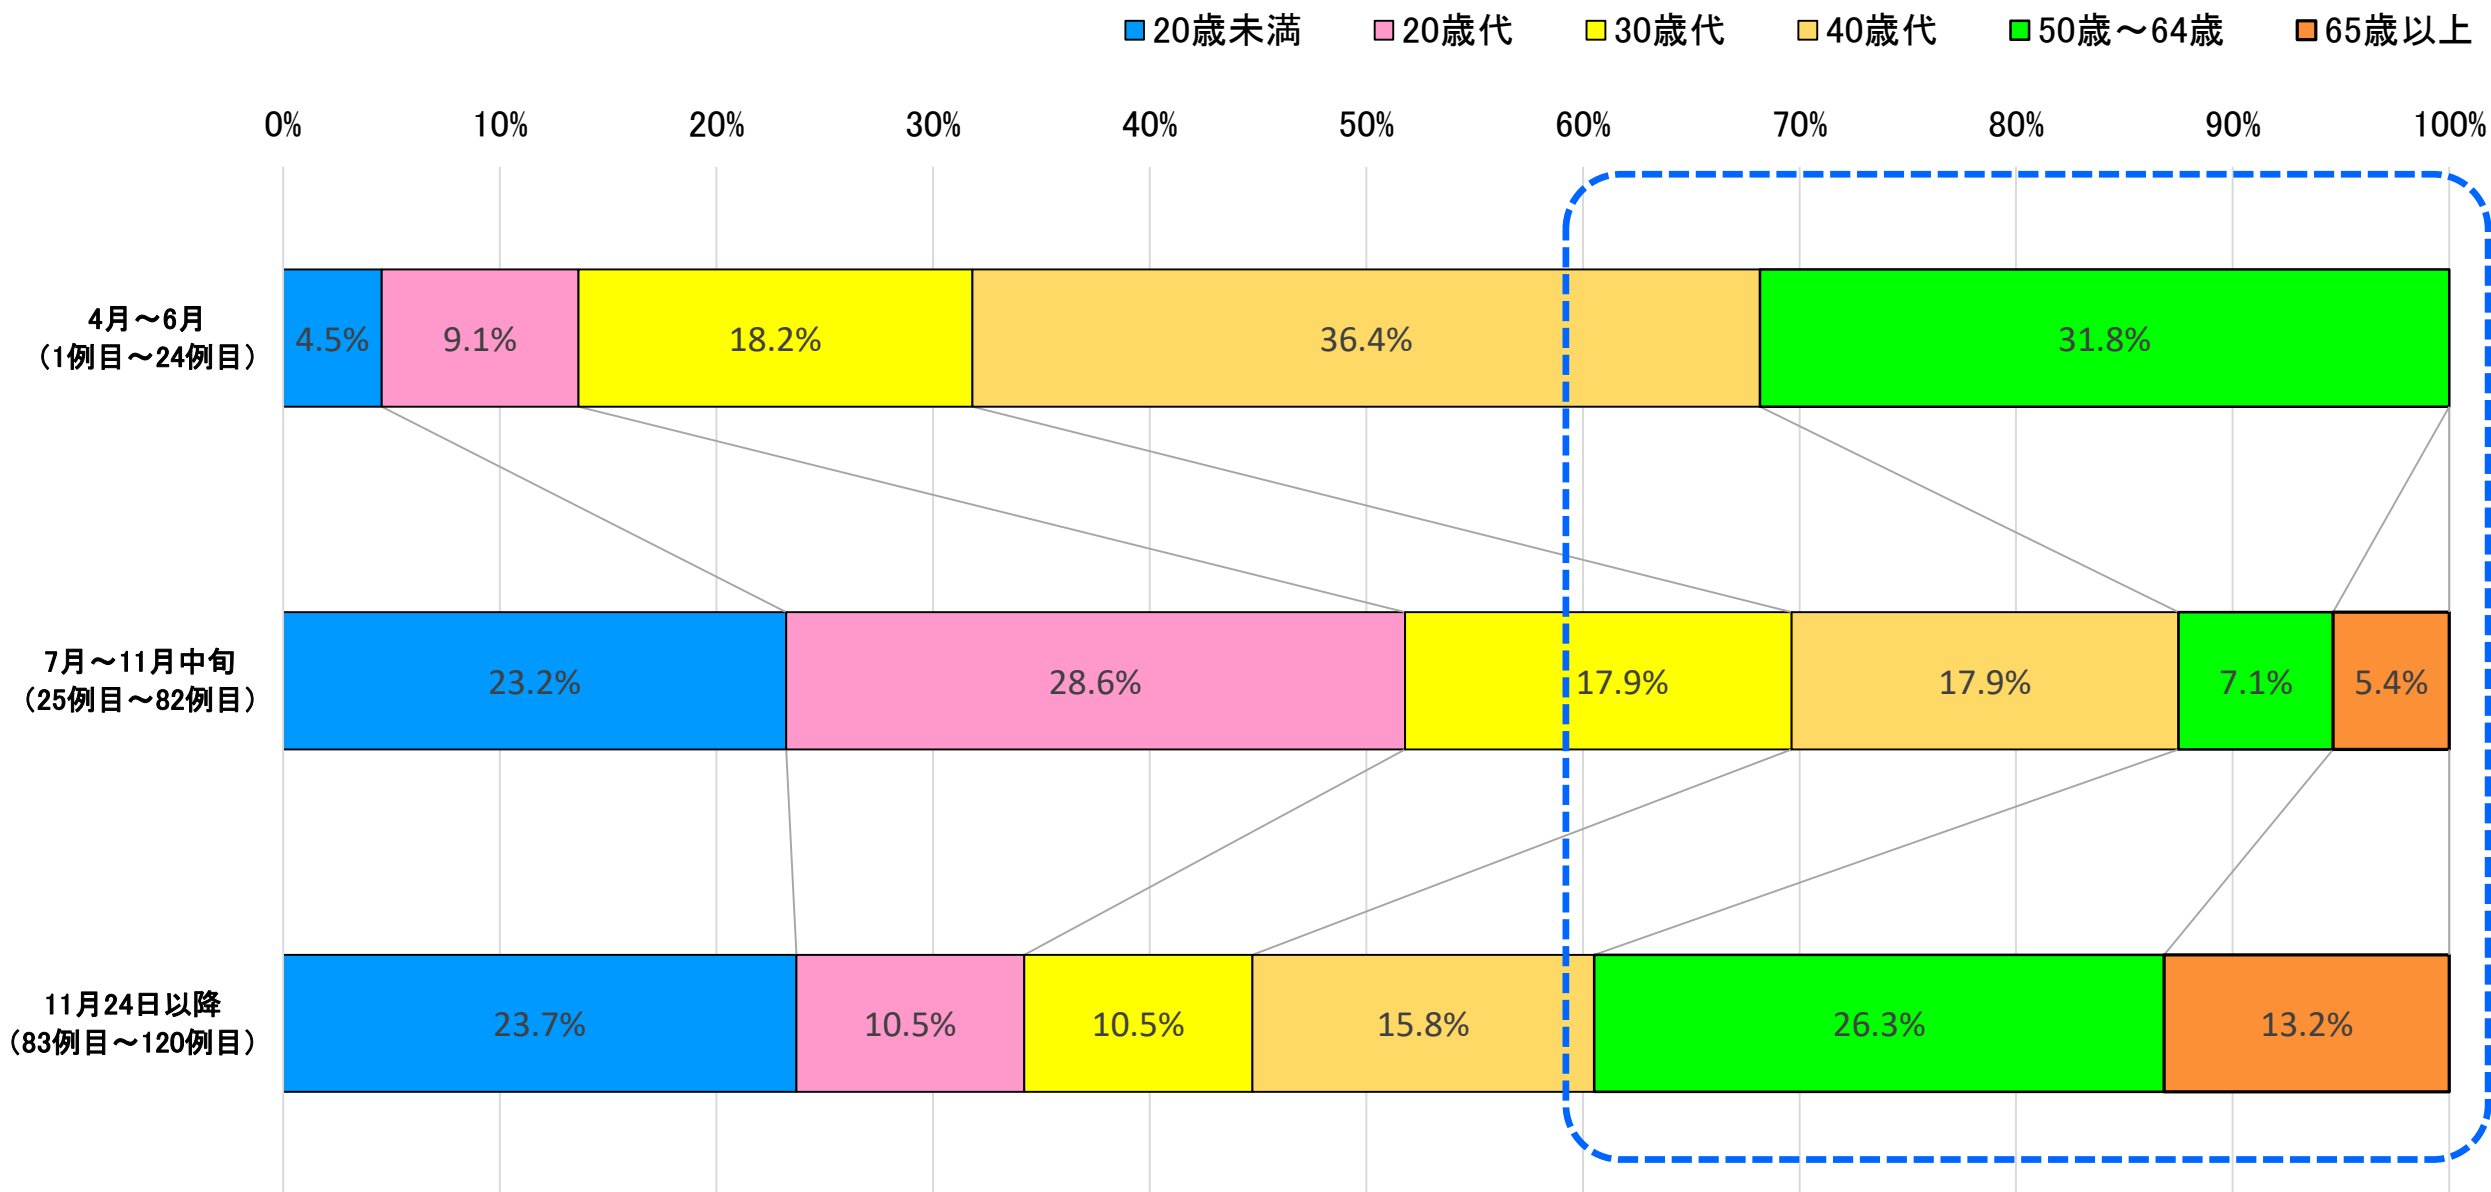 20歳未満 20歳代 30歳代 40歳代 50歳～64歳 65歳以上
0% 10% 20% 30% 40% 50% 60% 70% 80% 90% 100%
4月～6月
（1例目～24例目）
4.5% 9.1% 18.2% 36.4% 31.8%
7月～11月中旬
（25例目～82例目）
23.2% 28.6% 17.9% 17.9% 7.1% 5.4%
11月24日以降
（83例目～120例目）
23.7% 10.5% 10.5% 15.8% 26.3% 13.2%